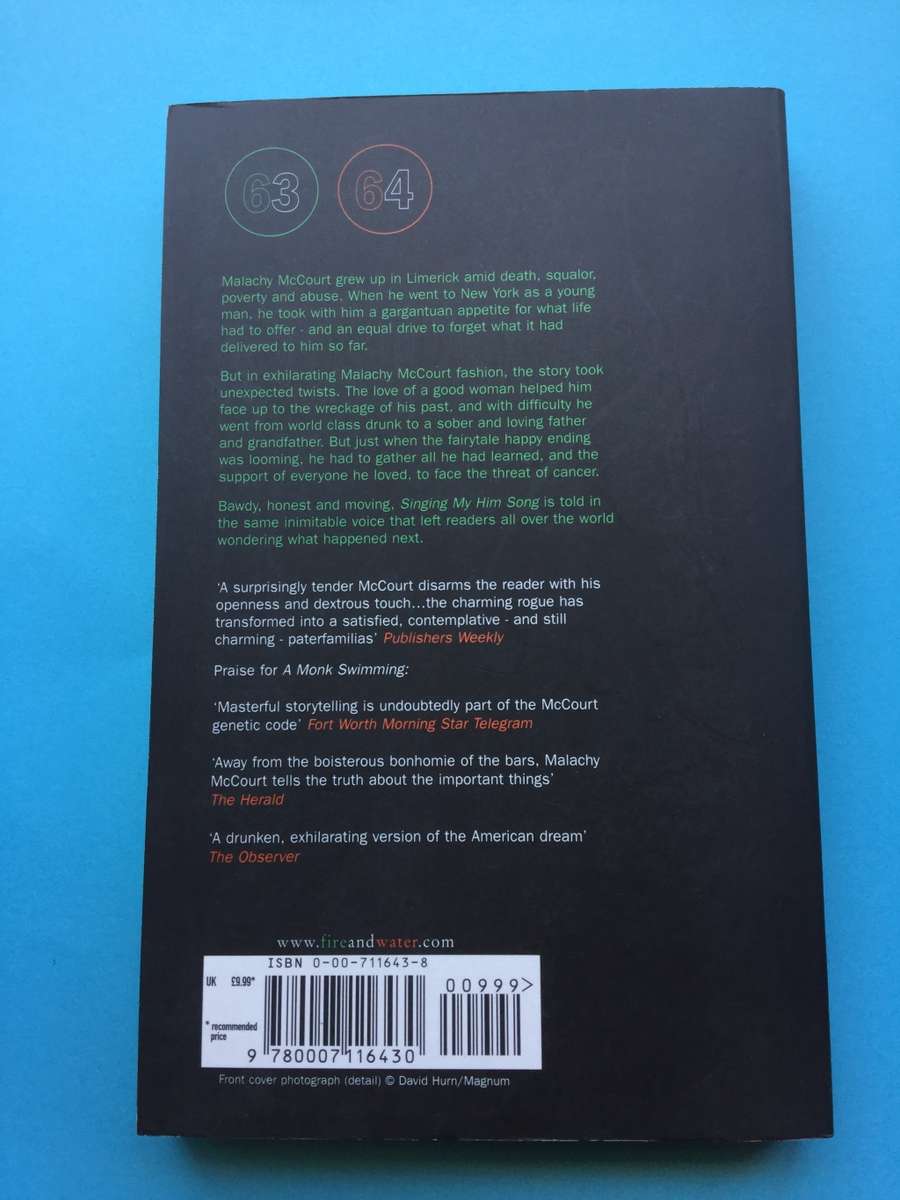 63 64
Malachy McCourt grew up in Limerick amid death, squalor,
poverty and abuse. When he went to New York as a young
man, he took with him a gargantuan appetite for what life
had to offer - and an equal drive to forget what it had
delivered to him so far.
But in exhilarating Malachy McCourt fashion, the story took
unexpected twists. The love of a good woman helped him
face up to the wreckage of his past, and with difficulty he
went from world class drunk to a sober and loving father
and grandfather. But just when the fairytale happy ending
was looming, he had to gather all he had learned, and the
support of everyone he loved, to face the threat of cancer.
Bawdy, honest and moving, Singing My Him Song is told in
the same inimitable voice that left readers all over the world
wondering what happened next.
‘A surprisingly tender McCourt disarms the reader with his
openness and dextrous touch...the charming rogue has
transformed into a satisfied, contemplative - and still
charming - paterfamilias’ Publishers Weekly
Praise for A Monk Swimming:
‘Masterful storytelling is undoubtedly part of the McCourt
genetic code’ Fort Worth Morning Star Telegram
‘Away from the boisterous bonhomie of the bars, Malachy
McCourt tells the truth about the important things’
The Herald
‘A drunken, exhilarating version of the American dream’
The Observer
www.fireandwater.com
ISBN 0-00-711643-8
UK £9.99*
00999>
* recommended
price
9 780007 116430
Front cover photograph (detail) © David Hurn/Magnum